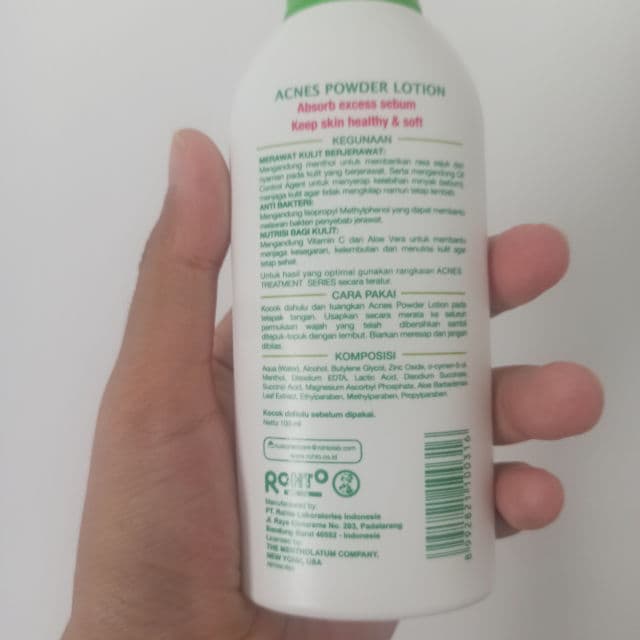 ACNES POWDER LOTION
Absorb excess sebum
Keep skin healthy & soft
KEGUNAAN
MERAWAT KULIT BERJERAWAT:
Mengandung menthol untuk memberikan rasa sejuk dan
nyaman pada kulit yang berjerawat. Serta mengandung Oil
Control Agent untuk menyerap kelebihan minyak (sebum),
menjaga kulit agar tidak mengkilap namun tetap lembab.
ANTI BAKTERI:
Mengandung Isopropyl Methylphenol yang dapat membantu
melawan bakteri penyebab jerawat.
NUTRISI BAGI KULIT:
Mengandung Vitamin C dan Aloe Vera untuk membantu
menjaga kesegaran, kelembutan dan menutrisi kulit agar
tetap sehat.
Untuk hasil yang optimal gunakan rangkaian ACNES
TREATMENT SERIES secara teratur.
CARA PAKAI
Kocok dahulu dan tuangkan Acnes Powder Lotion pada
telapak tangan. Usapkan secara merata ke seluruh
permukaan wajah yang telah dibersihkan sambil
ditepuk-tepuk dengan lembut. Biarkan meresap dan jangan
dibilas.
KOMPOSISI
Aqua (Water), Alcohol, Butylene Glycol, Zinc Oxide, o-cymen-5-ol,
Menthol, Disodium EDTA, Lactic Acid, Disodium Succinate,
Succinic Acid, Magnesium Ascorbyl Phosphate, Aloe Barbadensis
Leaf Extract, Ethylparaben, Methylparaben, Propylparaben.
Kocok dahulu sebelum dipakai.
Netto 100 ml
www.rohto.co.id
ROHTO
Manufactured by:
PT. Rohto Laboratories Indonesia
Jl. Raya Cimareme No. 203, Padalarang
Bandung Barat 40552 - Indonesia
Licensed by:
THE MENTHOLATUM COMPANY,
NEW YORK, USA
8 992821 100316